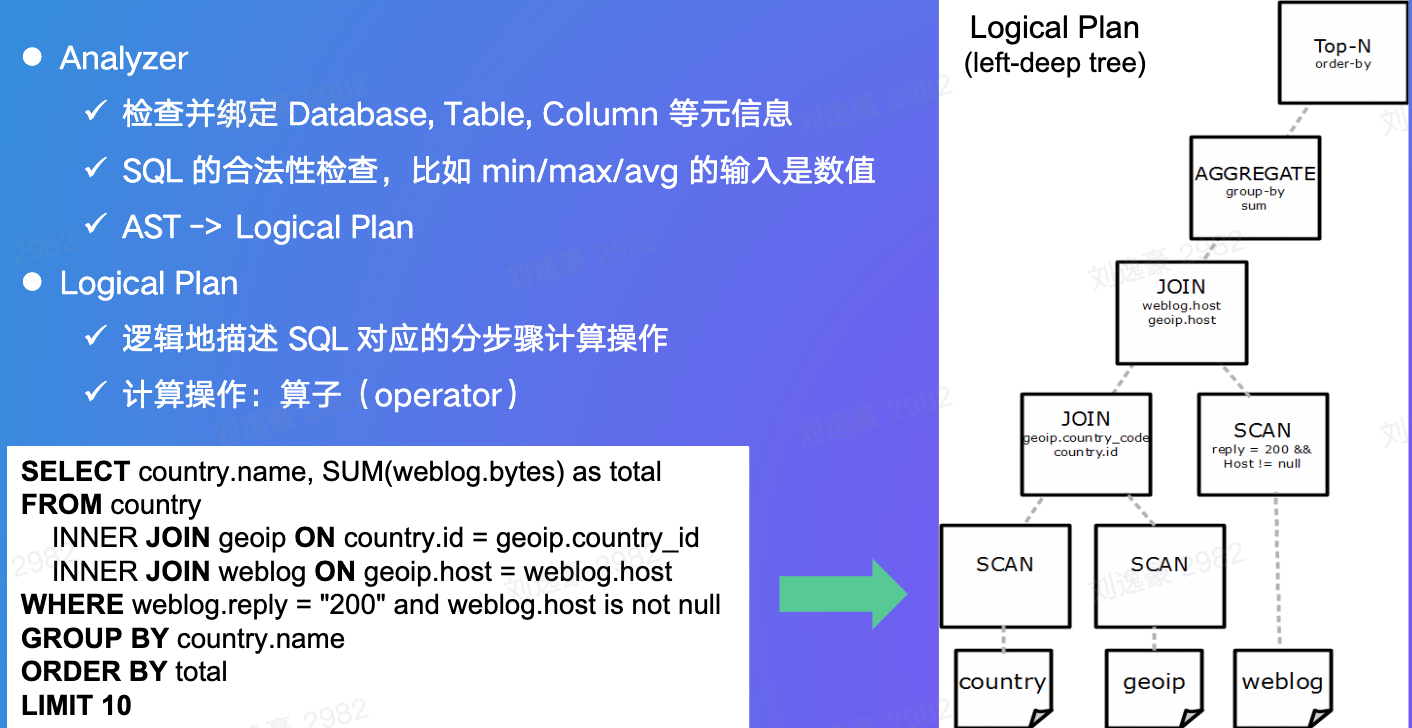 Analyzer
✓ 检查并绑定 Database, Table, Column 等元信息
✓ SQL 的合法性检查，比如 min/max/avg 的输入是数值
✓ AST -> Logical Plan
Logical Plan
✓ 逻辑地描述 SQL 对应的分步骤计算操作
✓ 计算操作：算子（operator）
SELECT country.name, SUM(weblog.bytes) as total
FROM country
INNER JOIN geoip ON country.id = geoip.country_id
INNER JOIN weblog ON geoip.host = weblog.host
WHERE weblog.reply = "200" and weblog.host is not null
GROUP BY country.name
ORDER BY total
LIMIT 10
Logical Plan
(left-deep tree)
Top-N
order-by
AGGREGATE
group-by
sum
JOIN
weblog.host
geoip.host
JOIN
geoip.country_code
country.id
SCAN
reply = 200 &&
Host != null
SCAN
SCAN
country
geoip
weblog
刘逸豪 2982